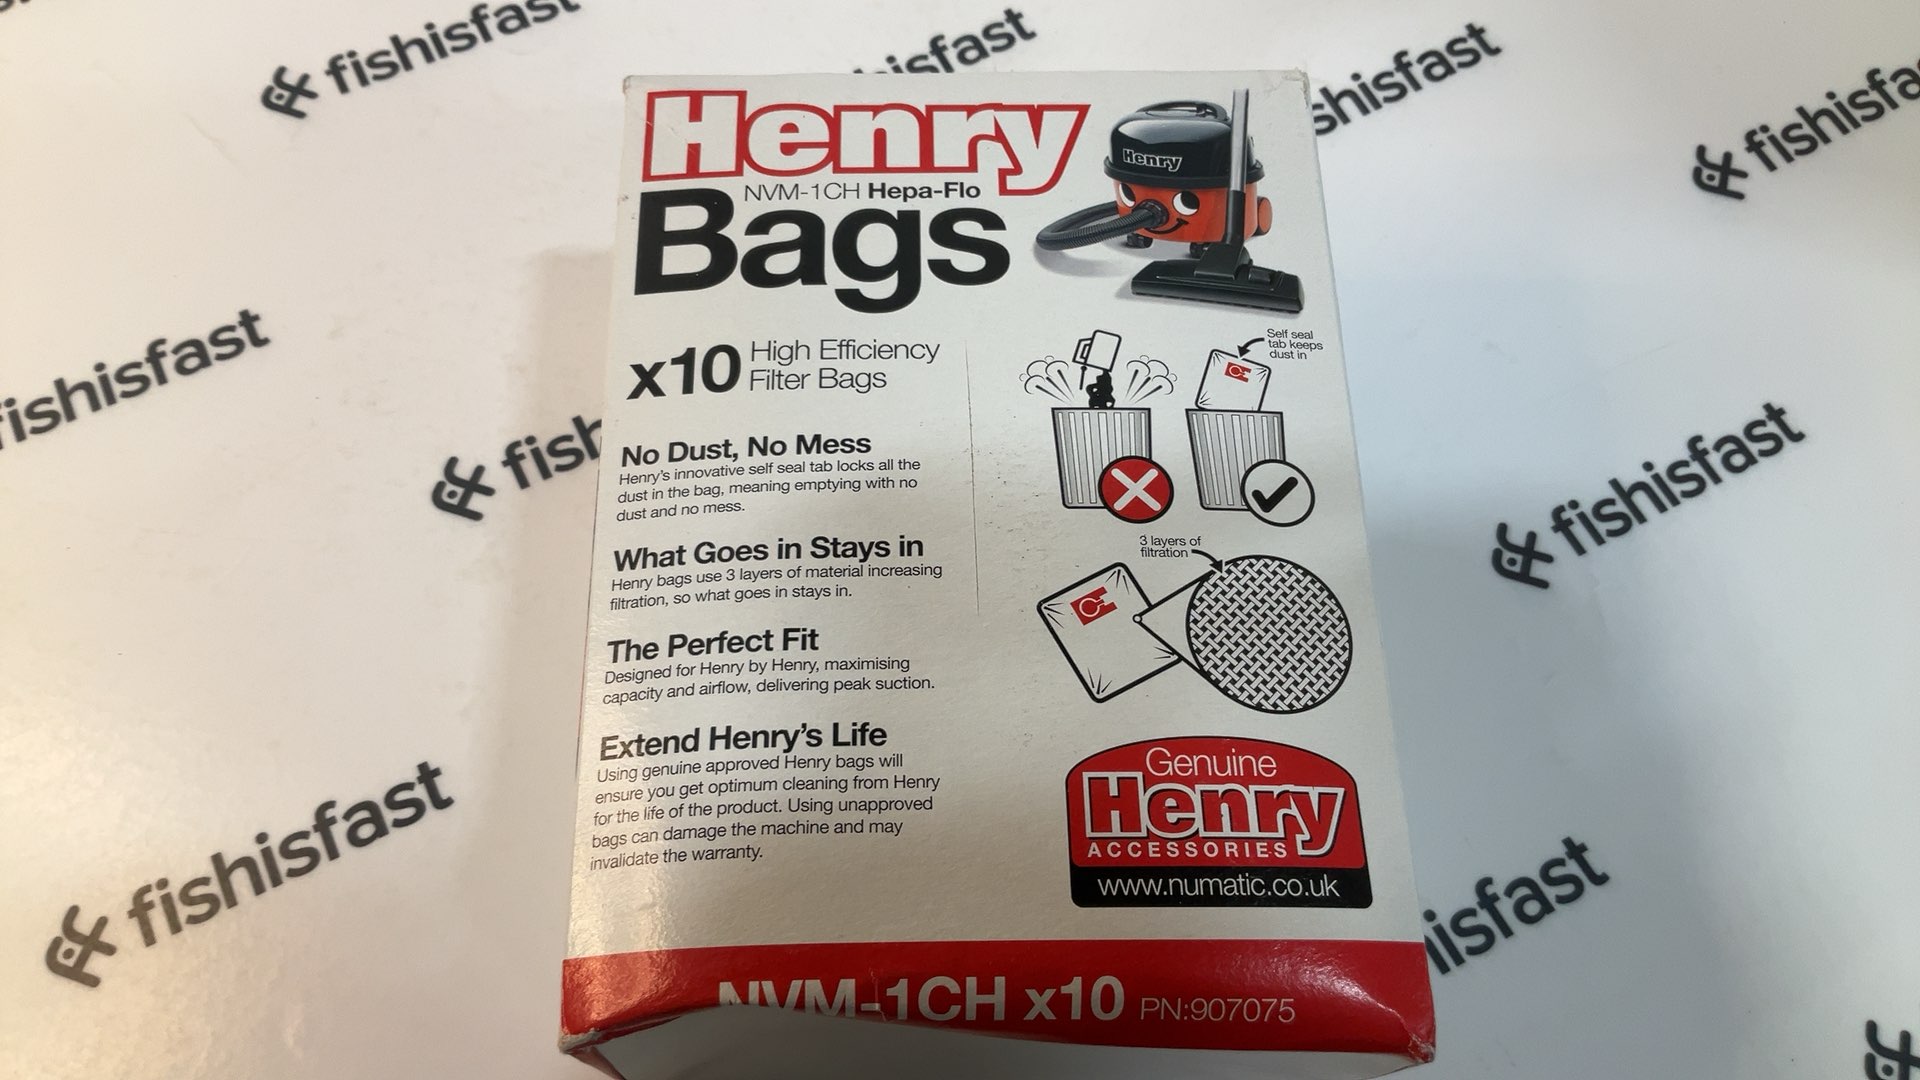 fishisfast
fishisfast
shisfast
fishisfa
Henry
NVM-1CH Hepa-Flo
Bags
Henry
x10 High Efficiency
Filter Bags
Self seal
tab keeps
dust in
No Dust, No Mess
Henry's innovative self seal tab locks all the
dust in the bag, meaning emptying with no
dust and no mess.
What Goes in Stays in
Henry bags use 3 layers of material increasing
filtration, so what goes in stays in.
3 layers of
filtration
The Perfect Fit
Designed for Henry by Henry, maximising
capacity and airflow, delivering peak suction.
Extend Henry's Life
Using genuine approved Henry bags will
ensure you get optimum cleaning from Henry
for the life of the product. Using unapproved
bags can damage the machine and may
invalidate the warranty.
Genuine
Henry
ACCESSORIES
www.numatic.co.uk
NVM-1CH x10 PN:907075
fishisfast
fish
fishisfast
fishisfast
isfast